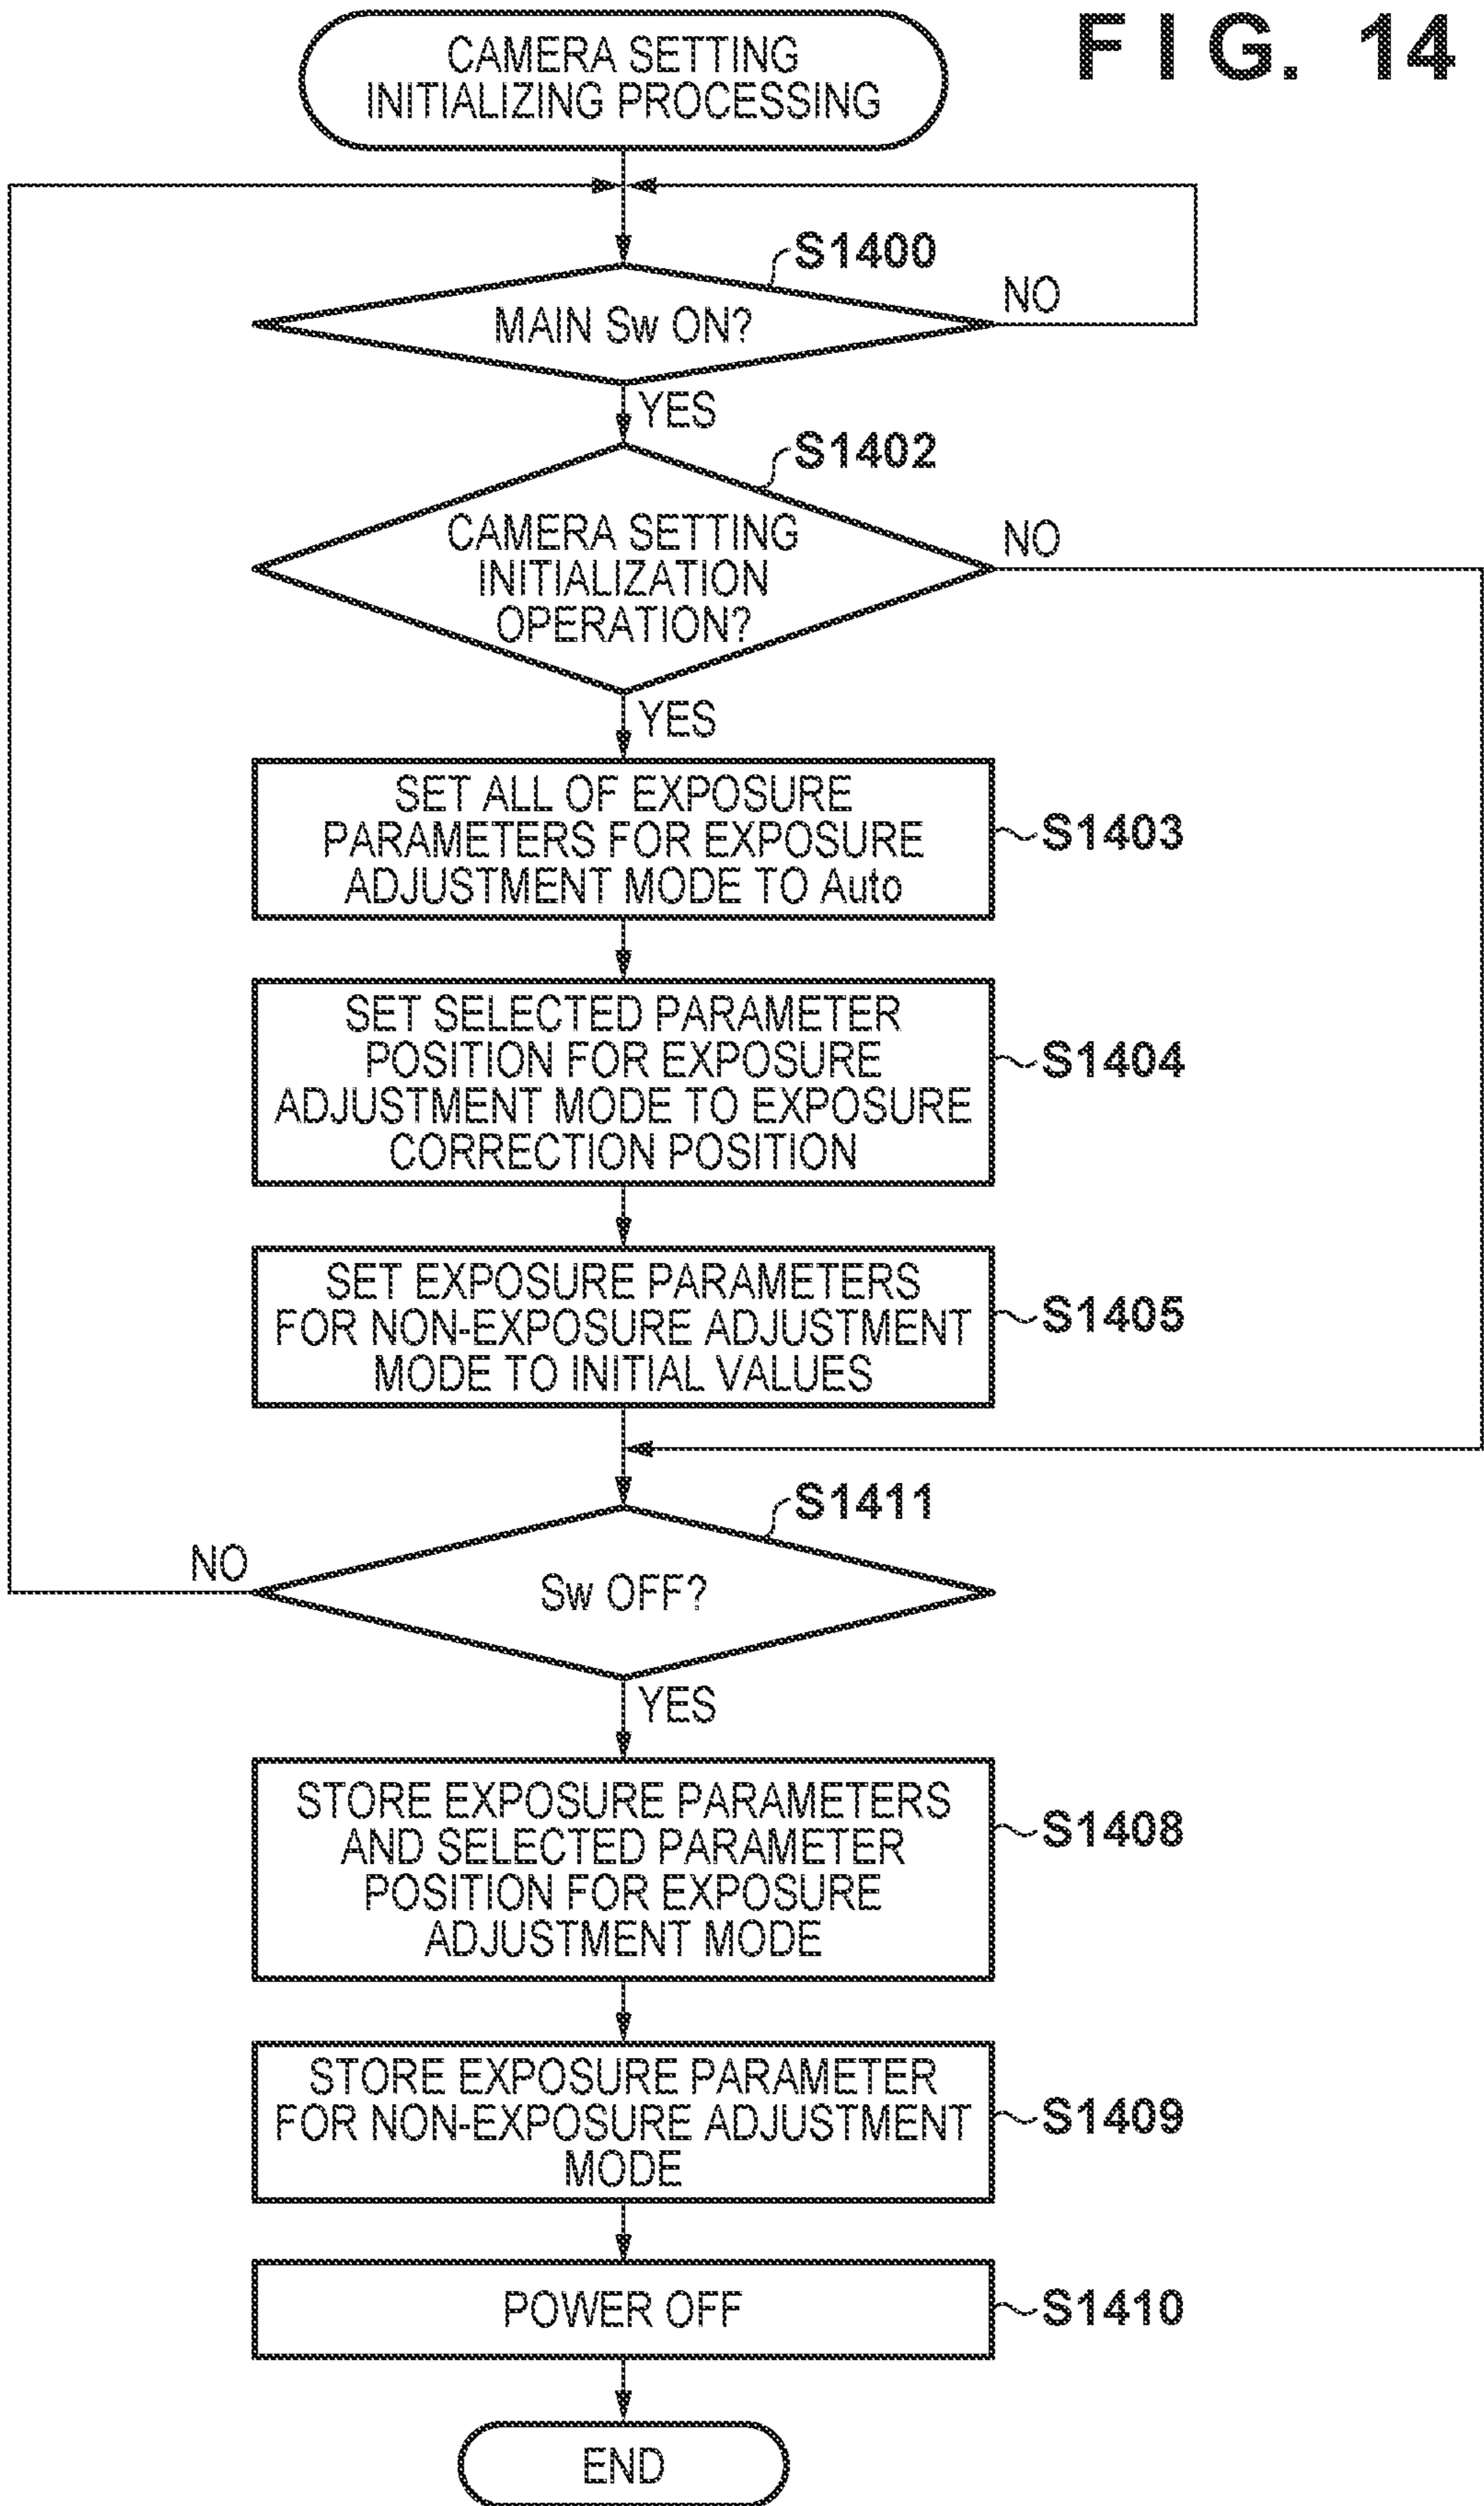 FIG. 14
CAMERA SETTING
INITIALIZING PROCESSING
S1400
MAIN Sw ON?
NO
YES
S1402
CAMERA SETTING
INITIALIZATION
OPERATION?
NO
YES
SET ALL OF EXPOSURE
PARAMETERS FOR EXPOSURE
ADJUSTMENT MODE TO Auto
S1403
SET SELECTED PARAMETER
POSITION FOR EXPOSURE
ADJUSTMENT MODE TO EXPOSURE
CORRECTION POSITION
S1404
SET EXPOSURE PARAMETERS
FOR NON-EXPOSURE ADJUSTMENT
MODE TO INITIAL VALUES
S1405
S1411
NO
Sw OFF?
YES
STORE EXPOSURE PARAMETERS
AND SELECTED PARAMETER
POSITION FOR EXPOSURE
ADJUSTMENT MODE
S1408
STORE EXPOSURE PARAMETER
FOR NON-EXPOSURE ADJUSTMENT
MODE
S1409
POWER OFF
S1410
END